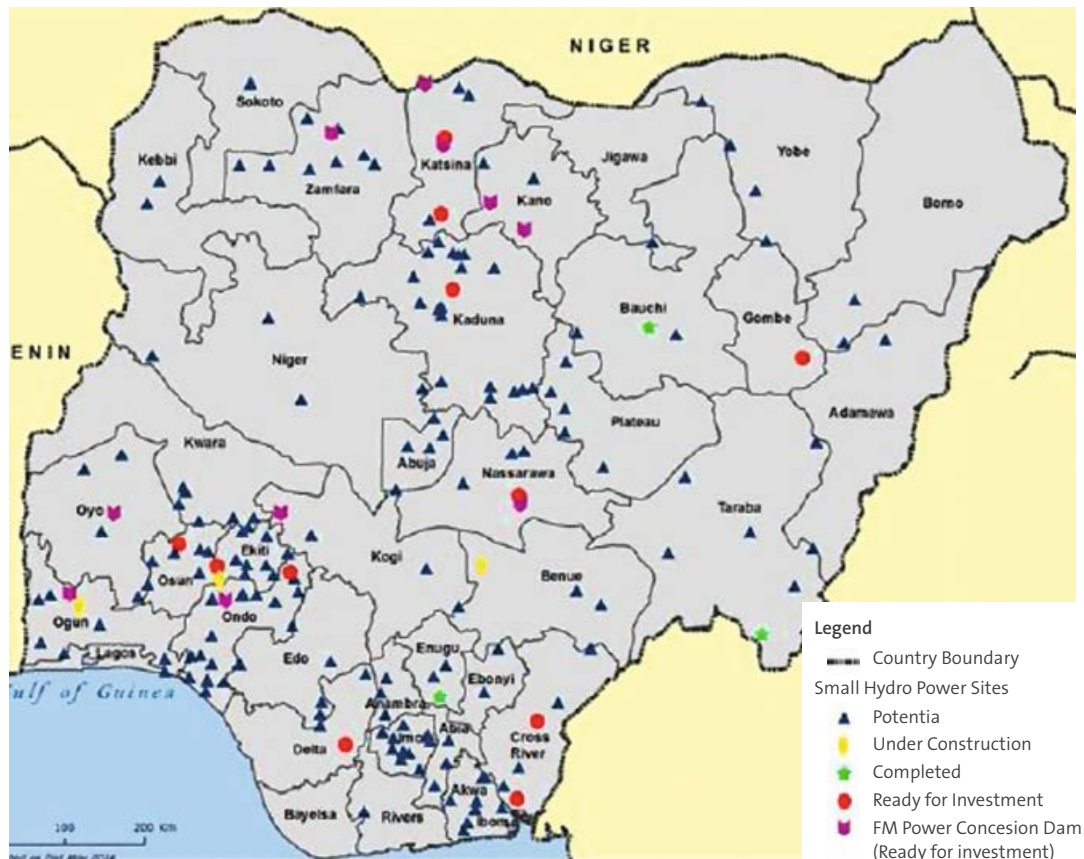 NIGER
Sokoto
Kebbi
Zamfara
Katsina
Kano
Jigawa
Yobe
Borno
Kaduna
Bauchi
Gombe
ENIN
Niger
Adamawa
Plateau
Kwara
Abuja
Nassarawa
Oyo
Taraba
Ekiti
Kogi
Osun
Benue
Ogun
Ondo
Lagos
Edo
Enugu
Ebonyi
ulf of Guinea
Anambra
Imo
Abia
Cross
River
Delta
Akwa
Ibom
Bayelsa
Rivers
100 200 Km
Legend
Country Boundary
Small Hydro Power Sites
Potentia
Under Construction
Completed
Ready for Investment
FM Power Concesion Dam
(Ready for investment)